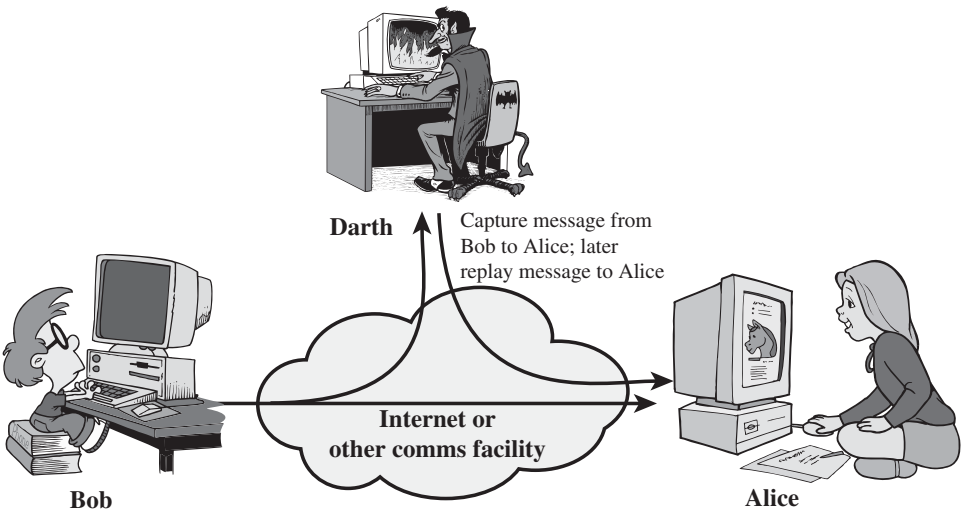 Darth
Capture message from
Bob to Alice; later
replay message to Alice
Internet or
other comms facility
Bob
Alice